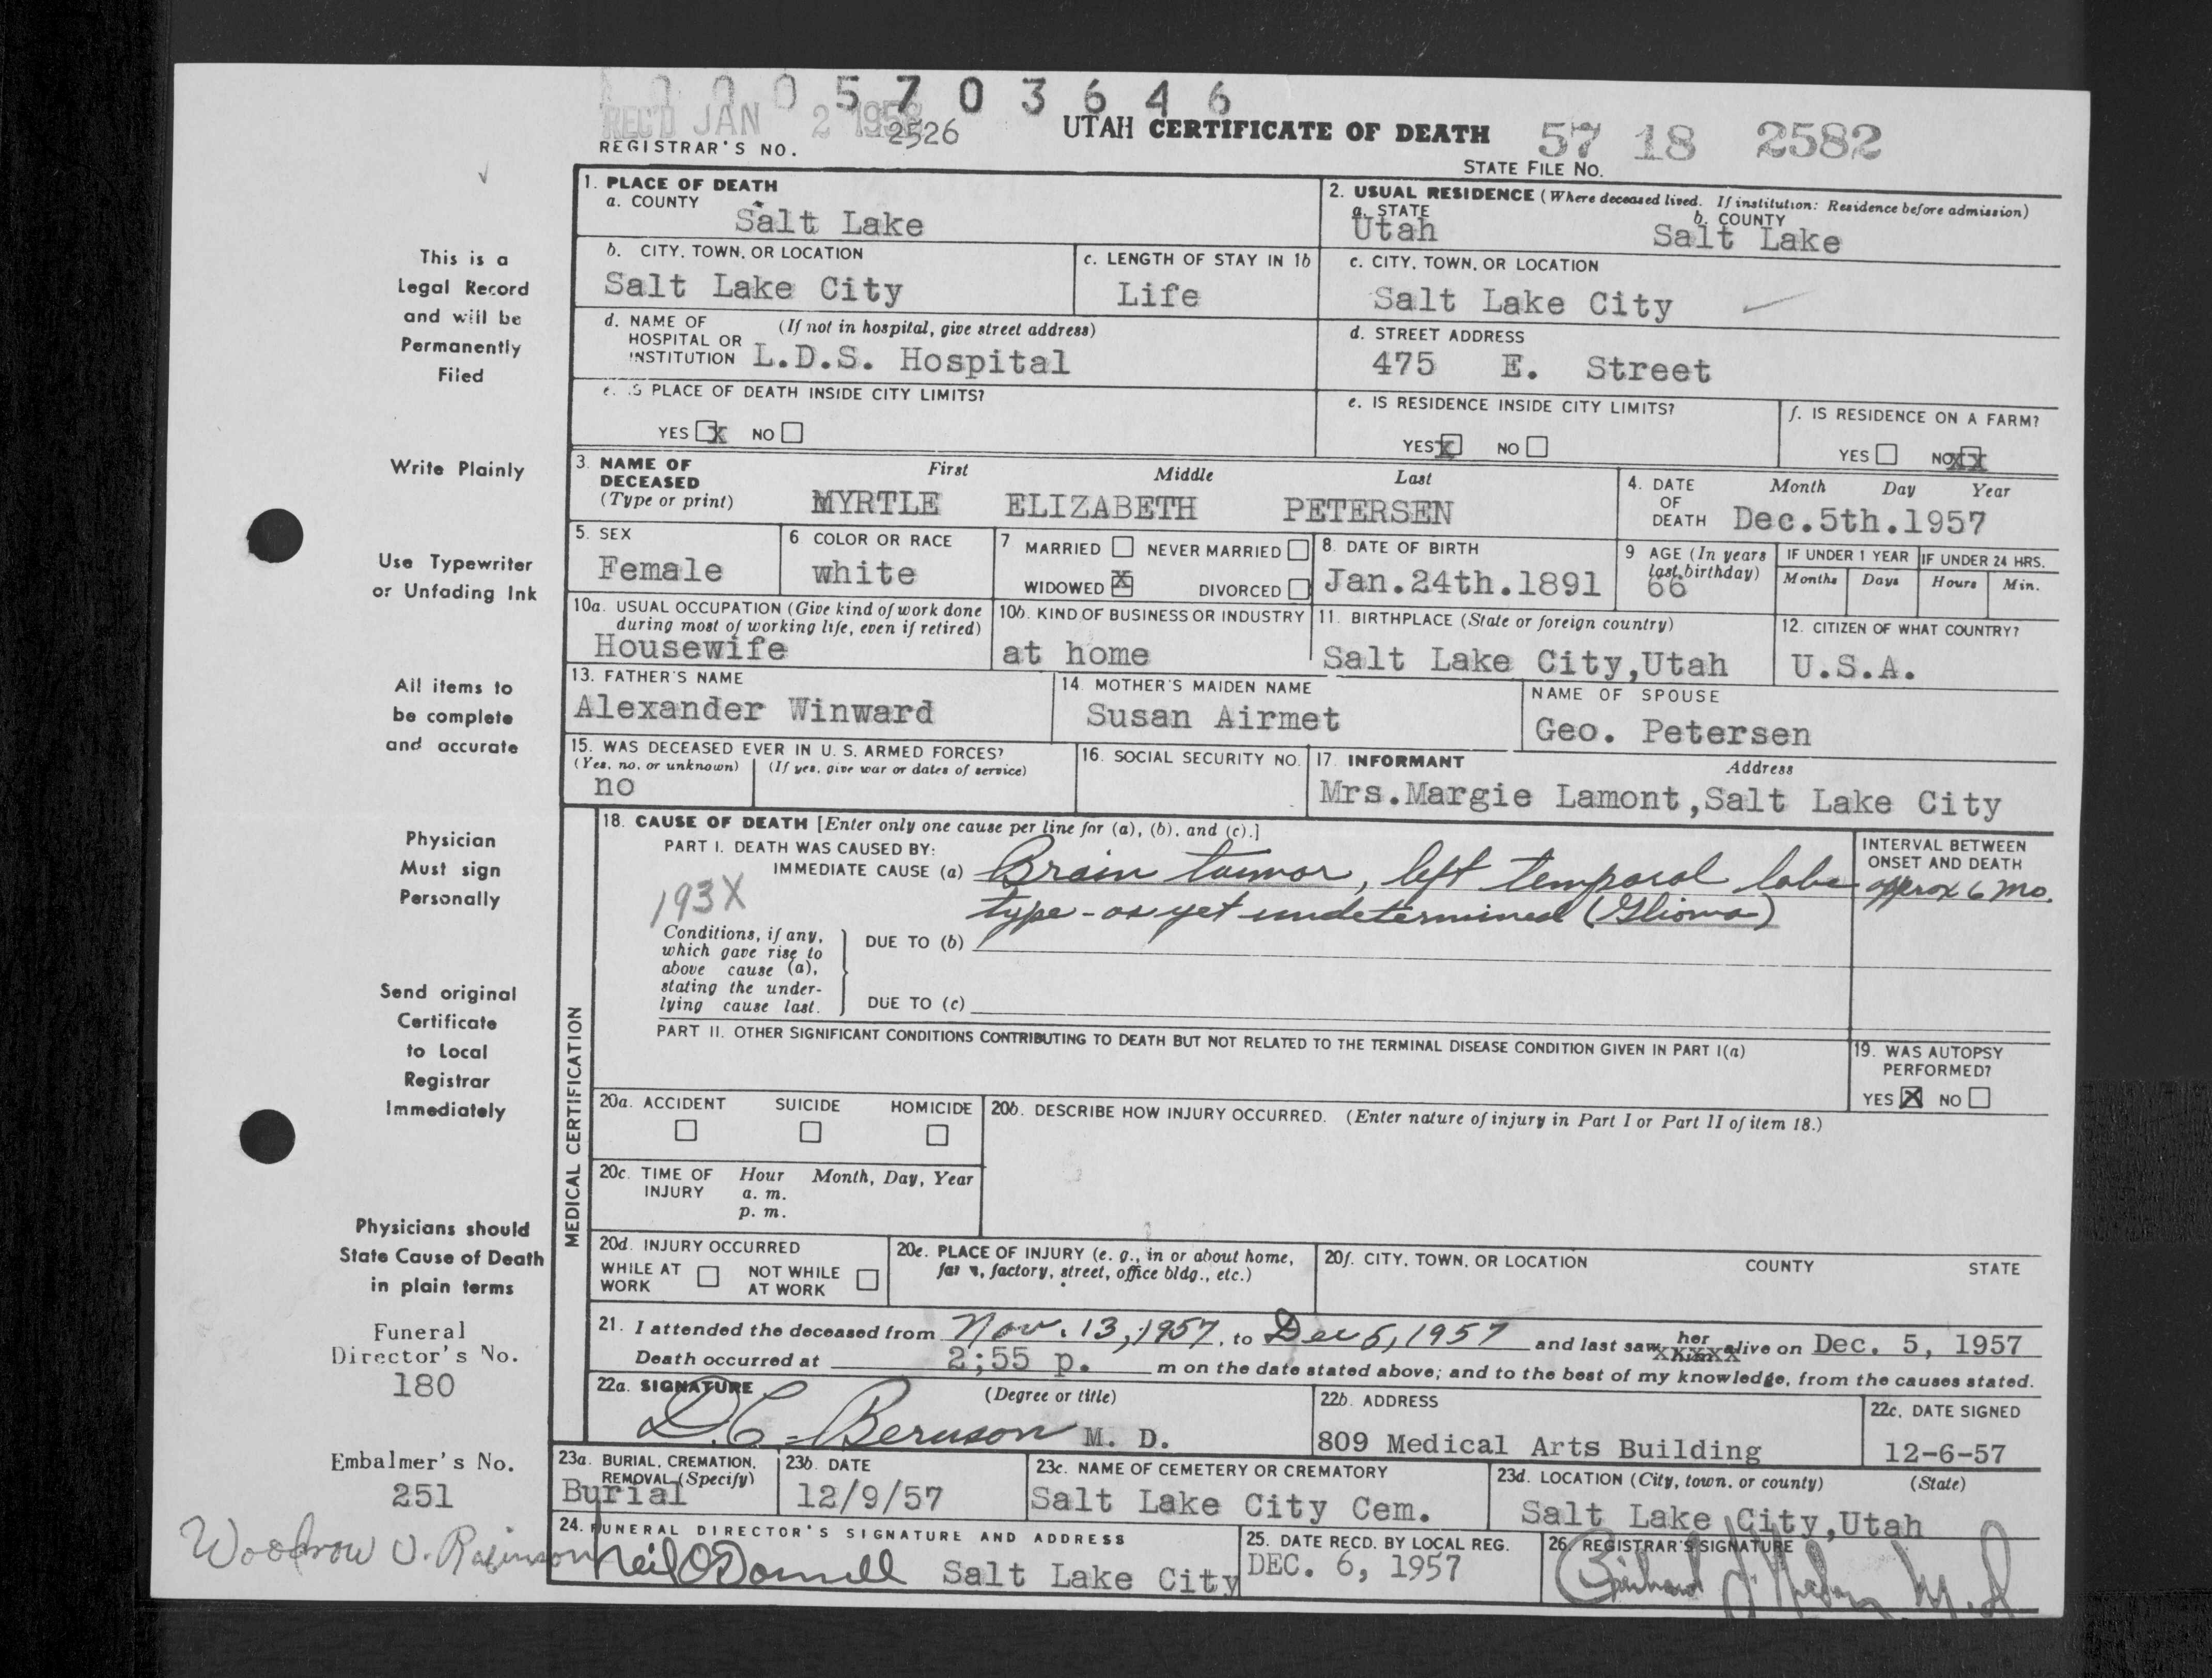 0 0 0 5 7 0 3 6 4 6
REC'D JAN 2 1958
2526
REGISTRAR'S NO.
UTAH CERTIFICATE OF DEATH
57 18 2582
STATE FILE NO.
This is a
Legal Record
and will be
Permanently
Filed
Write Plainly
Use Typewriter
or Unfading Ink
All items to
be complete
and accurate
Physician
Must sign
Personally
Send original
Certificate
to Local
Registrar
Immediately
Physicians should
State Cause of Death
in plain terms
Funeral
Director's No.
180
Embalmer's No.
251
1. PLACE OF DEATH
a. COUNTY
Salt Lake
2. USUAL RESIDENCE (Where deceased lived. If institution: Residence before admission)
a. STATE b. COUNTY
Utah Salt Lake
b. CITY, TOWN, OR LOCATION
Salt Lake City
c. LENGTH OF STAY IN 1b
Life
c. CITY, TOWN, OR LOCATION
Salt Lake City
d. NAME OF (If not in hospital, give street address)
HOSPITAL OR
INSTITUTION L.D.S. Hospital
d. STREET ADDRESS
475 E. Street
e. IS PLACE OF DEATH INSIDE CITY LIMITS?
YES X NO
e. IS RESIDENCE INSIDE CITY LIMITS?
YES X NO
f. IS RESIDENCE ON A FARM?
YES NO XX
3. NAME OF First Middle Last
DECEASED
(Type or print) MYRTLE ELIZABETH PETERSEN
4. DATE Month Day Year
OF
DEATH Dec.5th.1957
5. SEX
Female
6 COLOR OR RACE
white
7 MARRIED NEVER MARRIED
WIDOWED X DIVORCED
8. DATE OF BIRTH
Jan.24th.1891
9 AGE (In years
last birthday)
66
IF UNDER 1 YEAR
Months Days
IF UNDER 24 HRS.
Hours Min.
10a. USUAL OCCUPATION (Give kind of work done
during most of working life, even if retired)
Housewife
10b. KIND OF BUSINESS OR INDUSTRY
at home
11. BIRTHPLACE (State or foreign country)
Salt Lake City,Utah
12. CITIZEN OF WHAT COUNTRY?
U.S.A.
13. FATHER'S NAME
Alexander Winward
14. MOTHER'S MAIDEN NAME
Susan Airmet
NAME OF SPOUSE
Geo. Petersen
15. WAS DECEASED EVER IN U. S. ARMED FORCES?
(Yes, no, or unknown) (If yes, give war or dates of service)
no
16. SOCIAL SECURITY NO.
17. INFORMANT Address
Mrs.Margie Lamont,Salt Lake City
MEDICAL CERTIFICATION
18. CAUSE OF DEATH [Enter only one cause per line for (a), (b), and (c).]
PART I. DEATH WAS CAUSED BY:
IMMEDIATE CAUSE (a) Brain tumor, left temporal lobe
type - as yet undetermined (Glioma)
193X
INTERVAL BETWEEN
ONSET AND DEATH
approx 6 mo.
Conditions, if any,
which gave rise to
above cause (a),
stating the under-
lying cause last.
DUE TO (b)
DUE TO (c)
PART II. OTHER SIGNIFICANT CONDITIONS CONTRIBUTING TO DEATH BUT NOT RELATED TO THE TERMINAL DISEASE CONDITION GIVEN IN PART I(a)
19. WAS AUTOPSY
PERFORMED?
YES X NO
20a. ACCIDENT SUICIDE HOMICIDE
20b. DESCRIBE HOW INJURY OCCURRED. (Enter nature of injury in Part I or Part II of item 18.)
20c. TIME OF Hour Month, Day, Year
INJURY a. m.
p. m.
20d. INJURY OCCURRED
WHILE AT NOT WHILE
WORK AT WORK
20e. PLACE OF INJURY (e. g., in or about home,
farm, factory, street, office bldg., etc.)
20f. CITY, TOWN, OR LOCATION COUNTY STATE
21. I attended the deceased from Nov. 13, 1957, to Dec 5, 1957 and last saw her alive on Dec. 5, 1957
Death occurred at 2;55 p. m on the date stated above; and to the best of my knowledge, from the causes stated.
22a. SIGNATURE (Degree or title)
D.C. Bernson M. D.
22b. ADDRESS
809 Medical Arts Building
22c. DATE SIGNED
12-6-57
23a. BURIAL, CREMATION,
REMOVAL (Specify)
Burial
23b. DATE
12/9/57
23c. NAME OF CEMETERY OR CREMATORY
Salt Lake City Cem.
23d. LOCATION (City, town, or county) (State)
Salt Lake City,Utah
24. FUNERAL DIRECTOR'S SIGNATURE AND ADDRESS
Woodrow Neil O'Donnell Salt Lake City
25. DATE RECD. BY LOCAL REG.
DEC. 6, 1957
26. REGISTRAR'S SIGNATURE